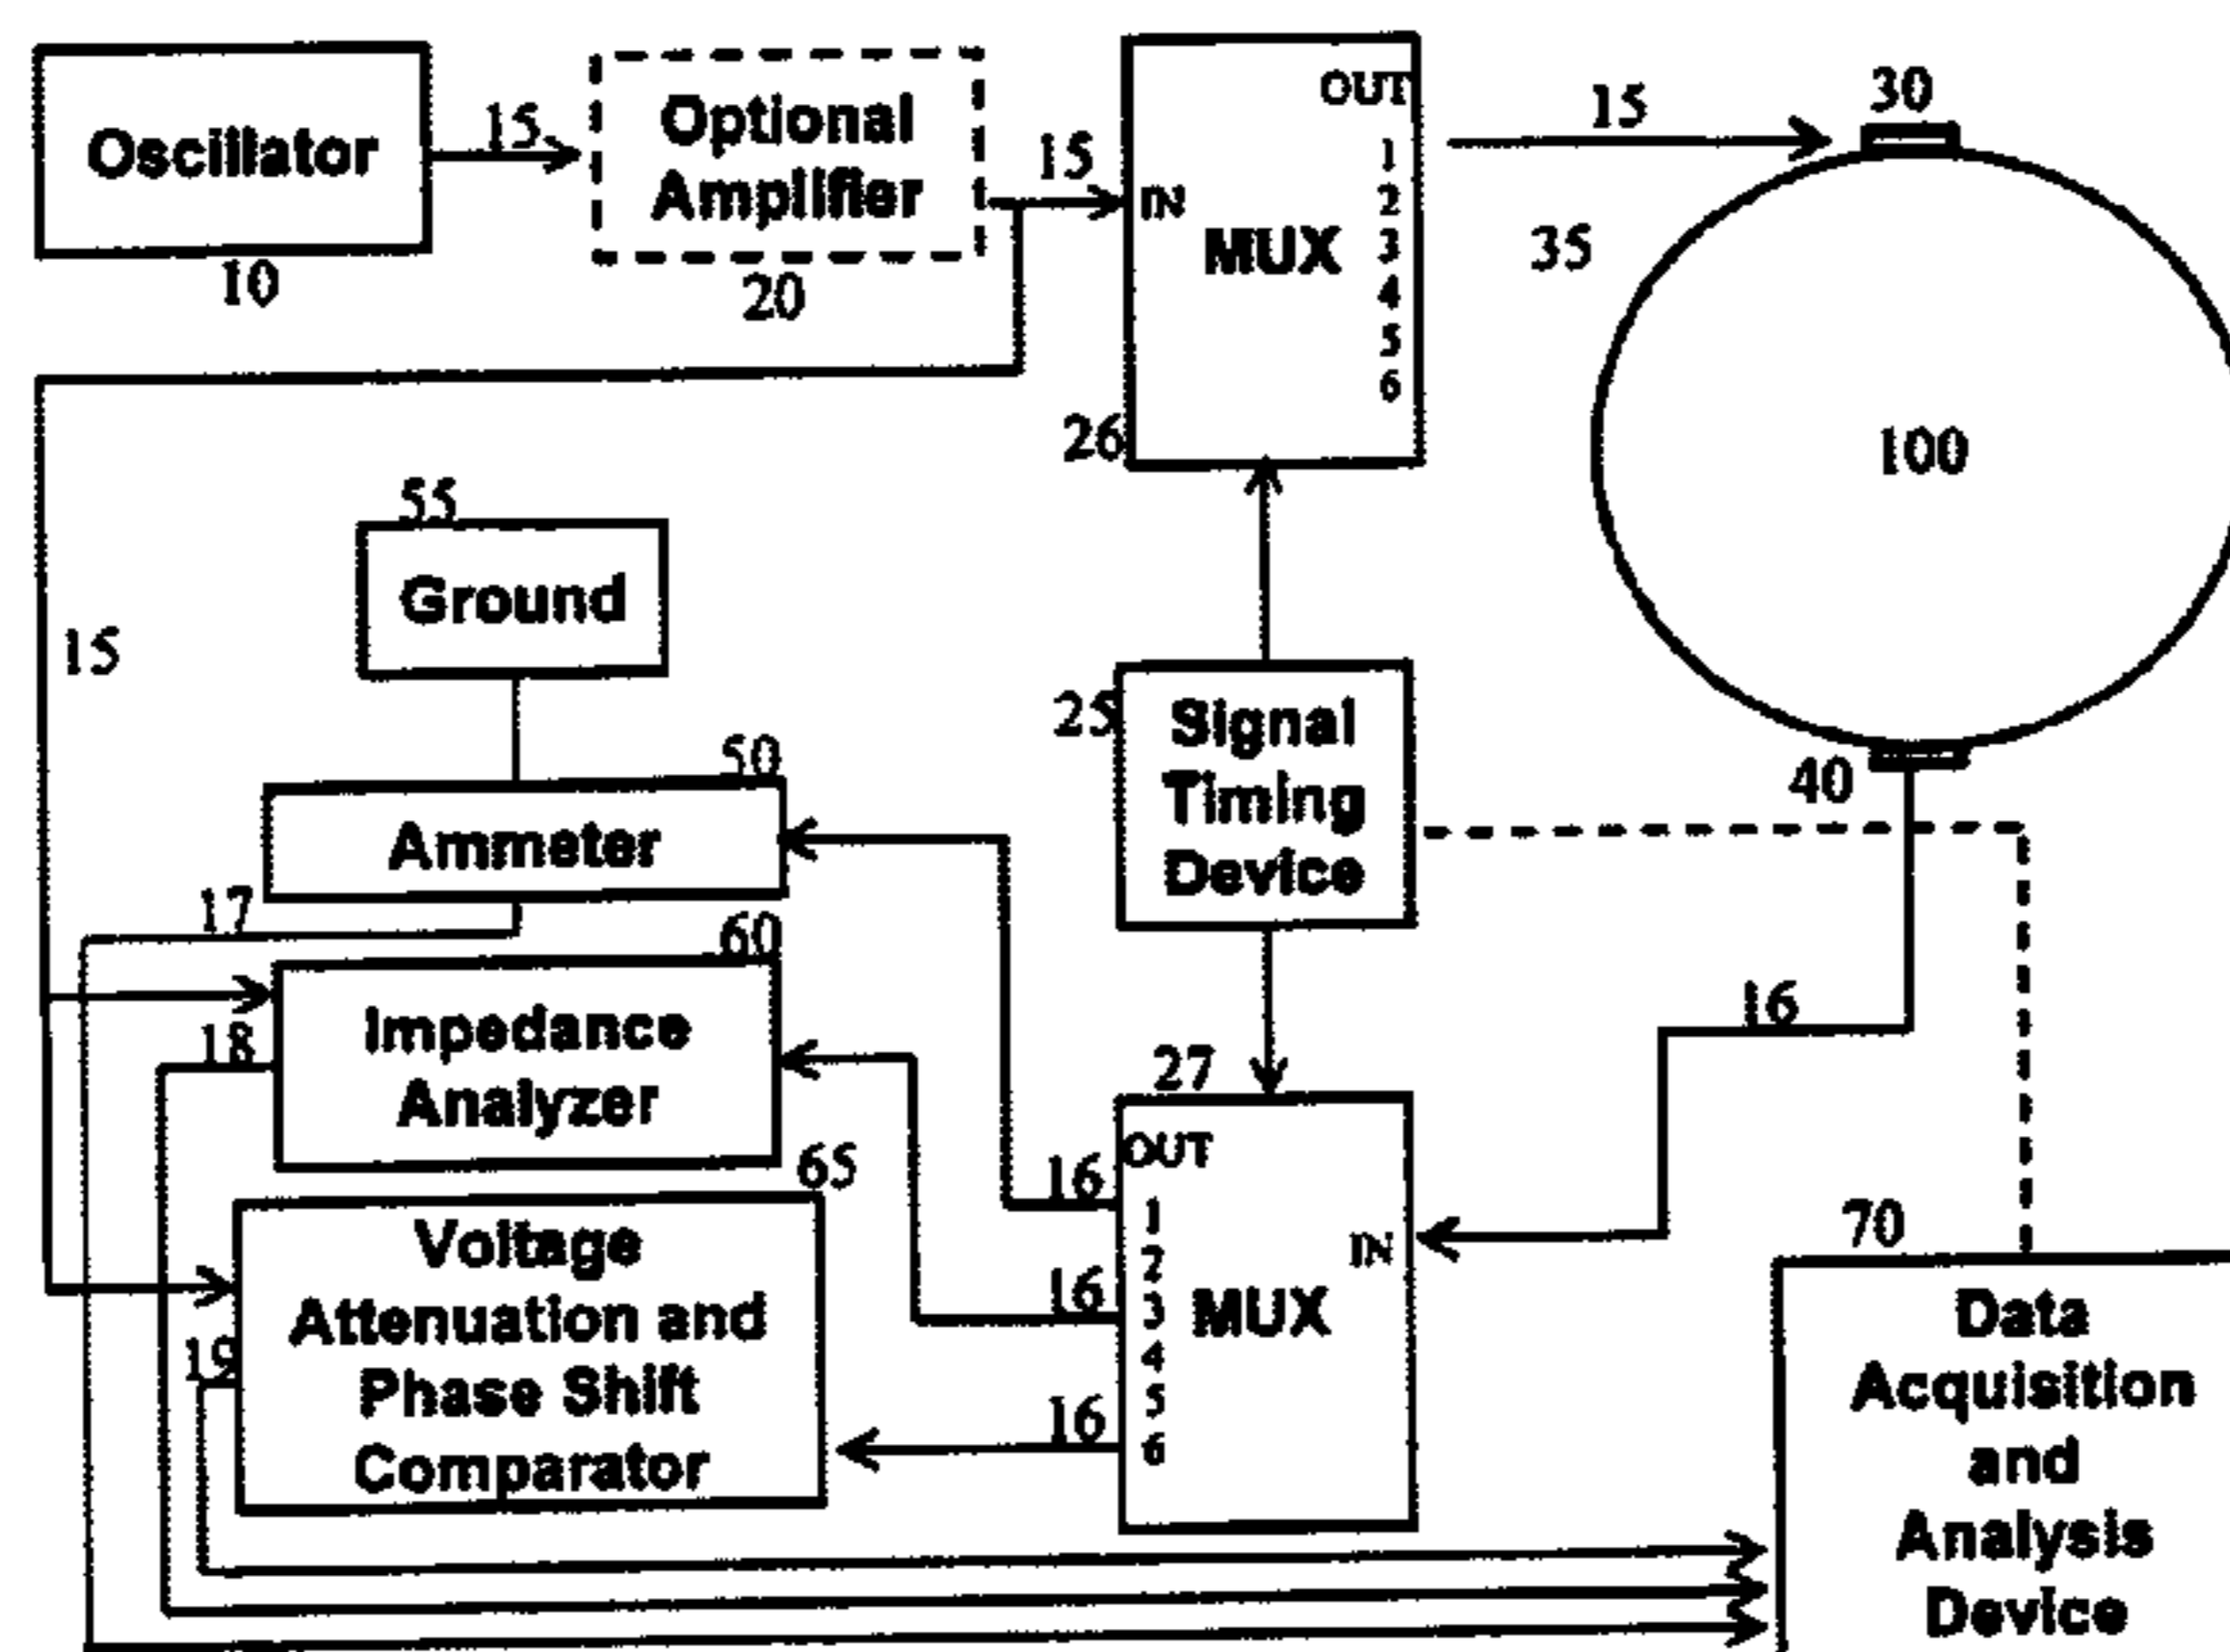 Oscillator
10
15
Optional
Amplifier
20
15
OUT
1
2
3
4
5
6
IN
MUX
26
15
30
35
100
40
55
Ground
15
50
Ammeter
17
60
Impedance
Analyzer
18
65
Voltage
Attenuation and
Phase Shift
Comparator
19
25
Signal
Timing
Device
27
OUT
1
2
3
4
5
6
MUX
IN
16
16
16
16
70
Data
Acquisition
and
Analysis
Device